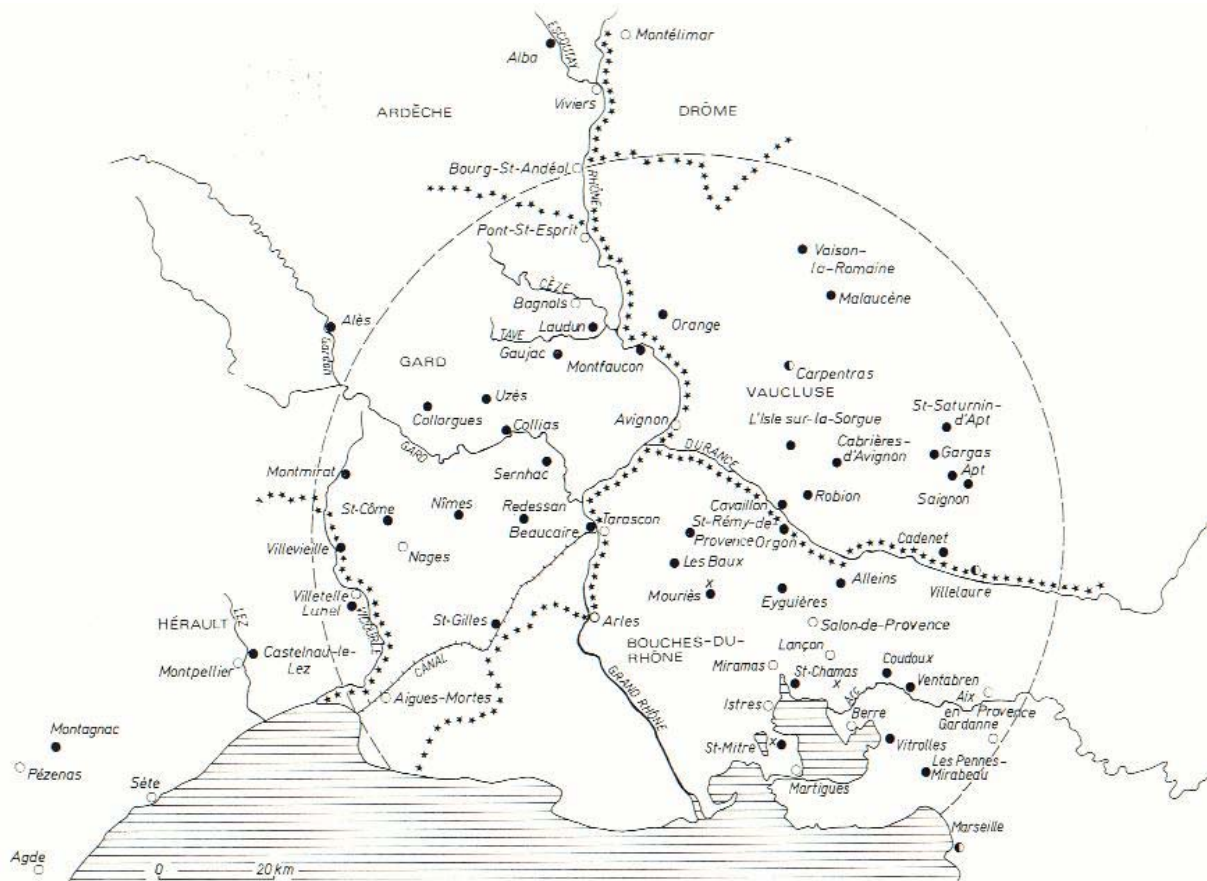 ESCOUTAY
Montélimar
Alba
Viviers
ARDÈCHE
DRÔME
Bourg-St-Andéol
RHÔNE
Pont-St-Esprit
Vaison-
la-Romaine
CÈZE
Bagnols
Malaucène
Alès
Laudun
Orange
TAVE
Gardon
Gaujac
Montfaucon
GARD
Carpentras
VAUCLUSE
Uzès
Collorgues
Avignon
L'Isle sur-la-Sorgue
St-Saturnin-
d'Apt
Collias
GARD
DURANCE
Cabrières-
d'Avignon
Gargas
Montmirat
Sernhac
Apt
Saignon
Robion
Cavaillon
St-Côme
Nîmes
Redessan
Beaucaire
Tarascon
St-Rémy-de-
Provence
Orgon
Villevieille
Nages
Les Baux
Cadenet
Alleins
Villelaure
Villetelle
Lunel
VIDOURLE
x
Mouriès
Eyguières
HÉRAULT
LEZ
St-Gilles
Arles
Salon-de-Provence
BOUCHES-DU-
RHÔNE
Lançon
Castelnau-le-
Lez
Montpellier
CANAL
Miramas
St-Chamas
x
Coudoux
Ventabren
Aigues-Mortes
GRAND RHÔNE
Istres
ARC
Berre
Aix
en Provence
Gardanne
Montagnac
St-Mitre
x
Vitrolles
Pézenas
Les Pennes-
Mirabeau
Sète
Martigues
Marseille
Agde
0 20 km